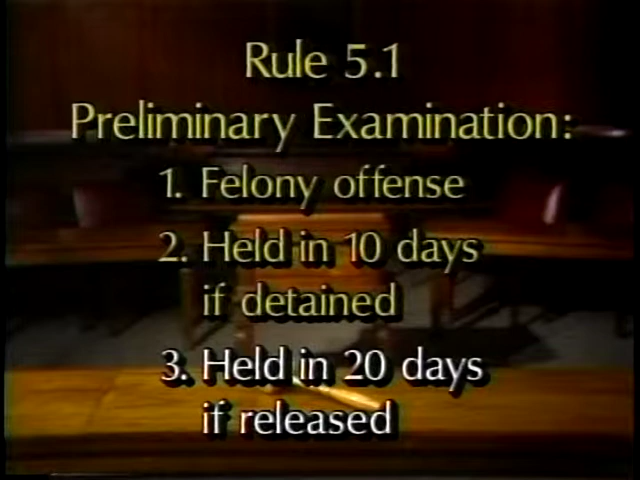 Rule 5.1
Preliminary Examination:
1. Felony offense
2. Held in 10 days
if detained
3. Held in 20 days
if released